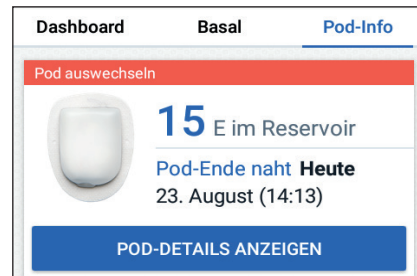 Dashboard Basal Pod-Info
Pod auswechseln
15 E im Reservoir
Pod-Ende naht Heute
23. August (14:13)
POD-DETAILS ANZEIGEN